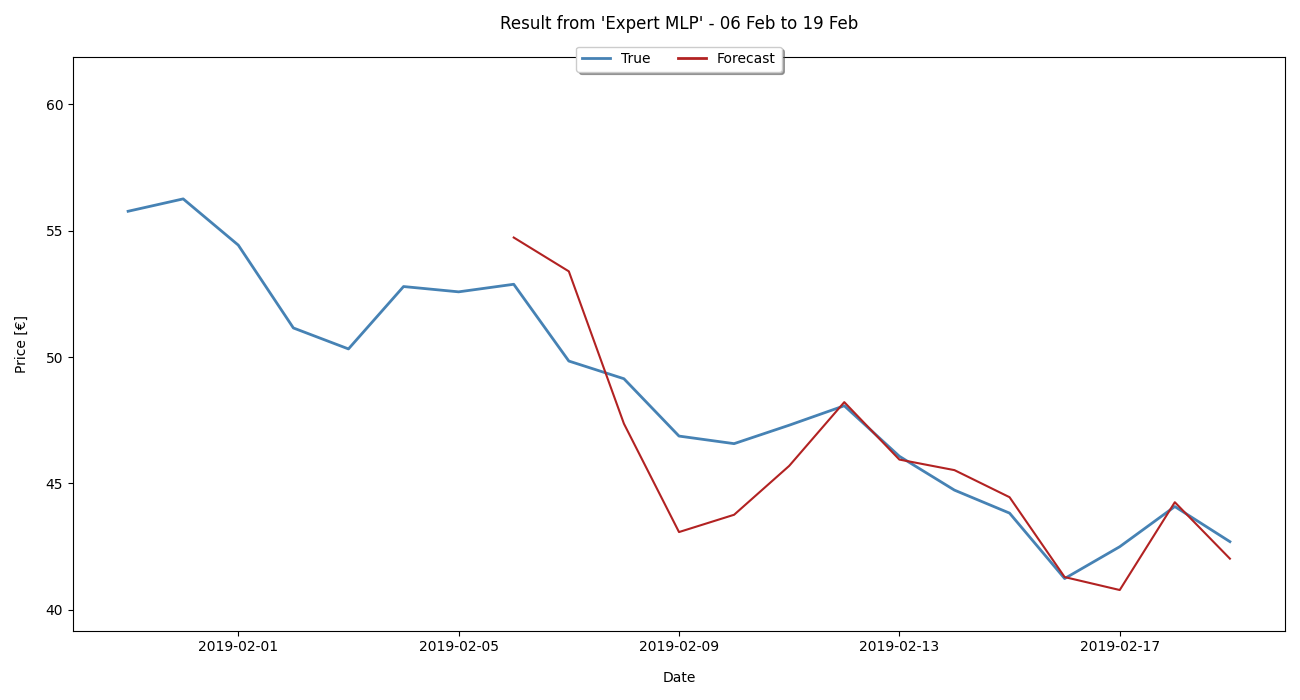 Result from 'Expert MLP' - 06 Feb to 19 Feb
True Forecast
60
55
50
45
40
Price [€]
2019-02-01 2019-02-05 2019-02-09 2019-02-13 2019-02-17
Date